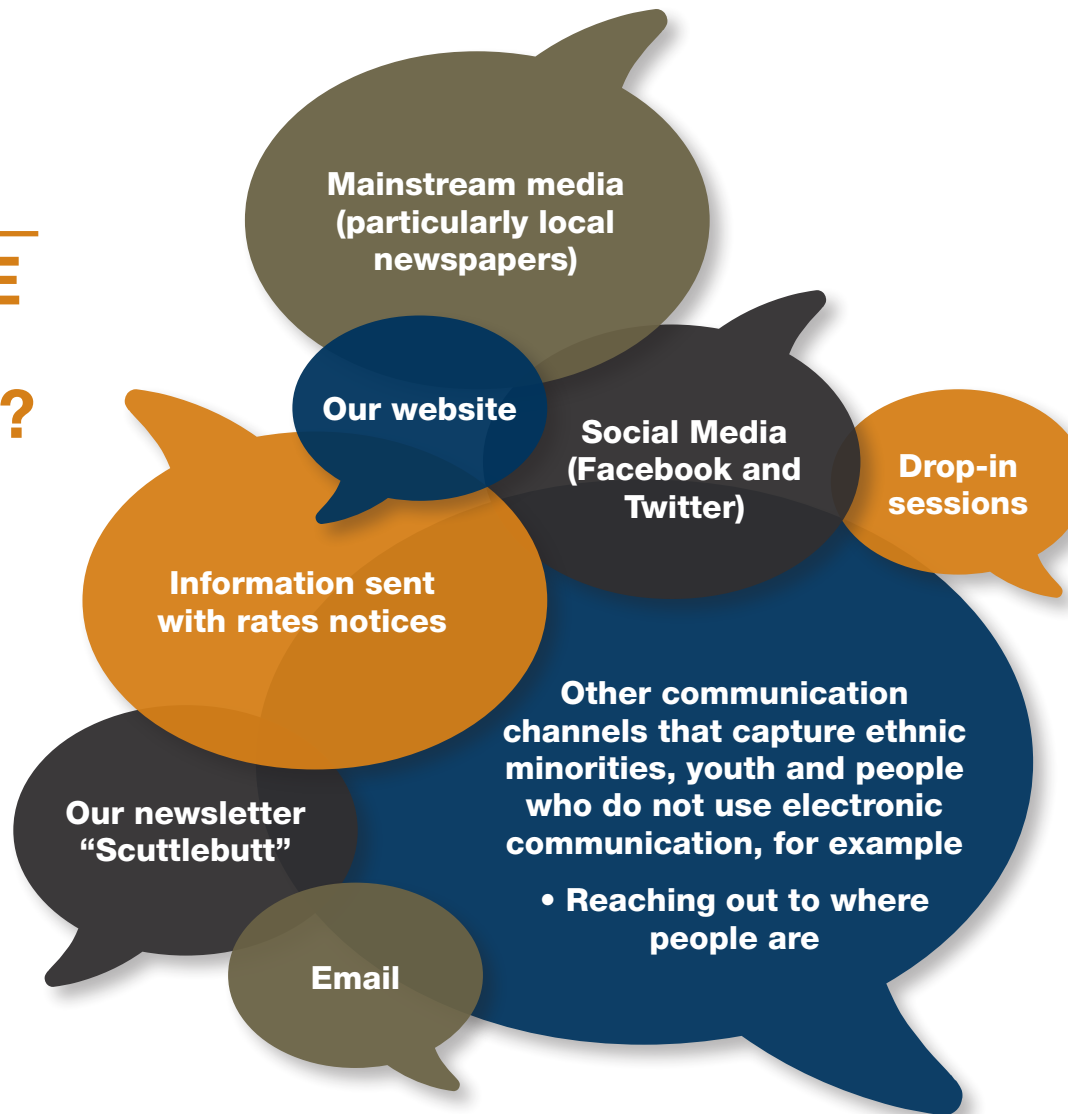 E
?
Mainstream media
(particularly local
newspapers)
Our website
Social Media
(Facebook and
Twitter)
Drop-in
sessions
Information sent
with rates notices
Other communication
channels that capture ethnic
minorities, youth and people
who do not use electronic
communication, for example
• Reaching out to where
people are
Our newsletter
“Scuttlebutt”
Email